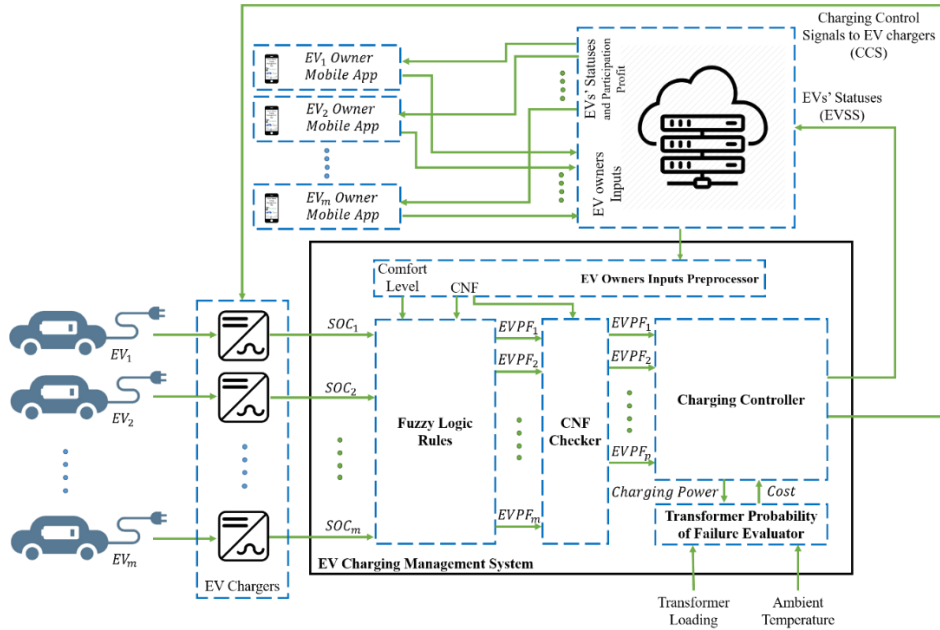 Charging Control
Signals to EV chargers
(CCS)
EVs' Statuses
(EVSS)
EV₁ Owner
Mobile App
EV₂ Owner
Mobile App
EVₘ Owner
Mobile App
EVs' Statuses
and Participation
Profit
EV owners
Inputs
EV Owners Inputs Preprocessor
Comfort
Level
CNF
EV₁
EV₂
EVₘ
EV Chargers
SOC₁
SOC₂
SOCₘ
Fuzzy Logic
Rules
EVPF₁
EVPF₂
EVPFₘ
CNF
Checker
EVPF₁
EVPF₂
EVPFₙ
Charging Controller
Charging Power
Cost
Transformer Probability
of Failure Evaluator
EV Charging Management System
Transformer
Loading
Ambient
Temperature